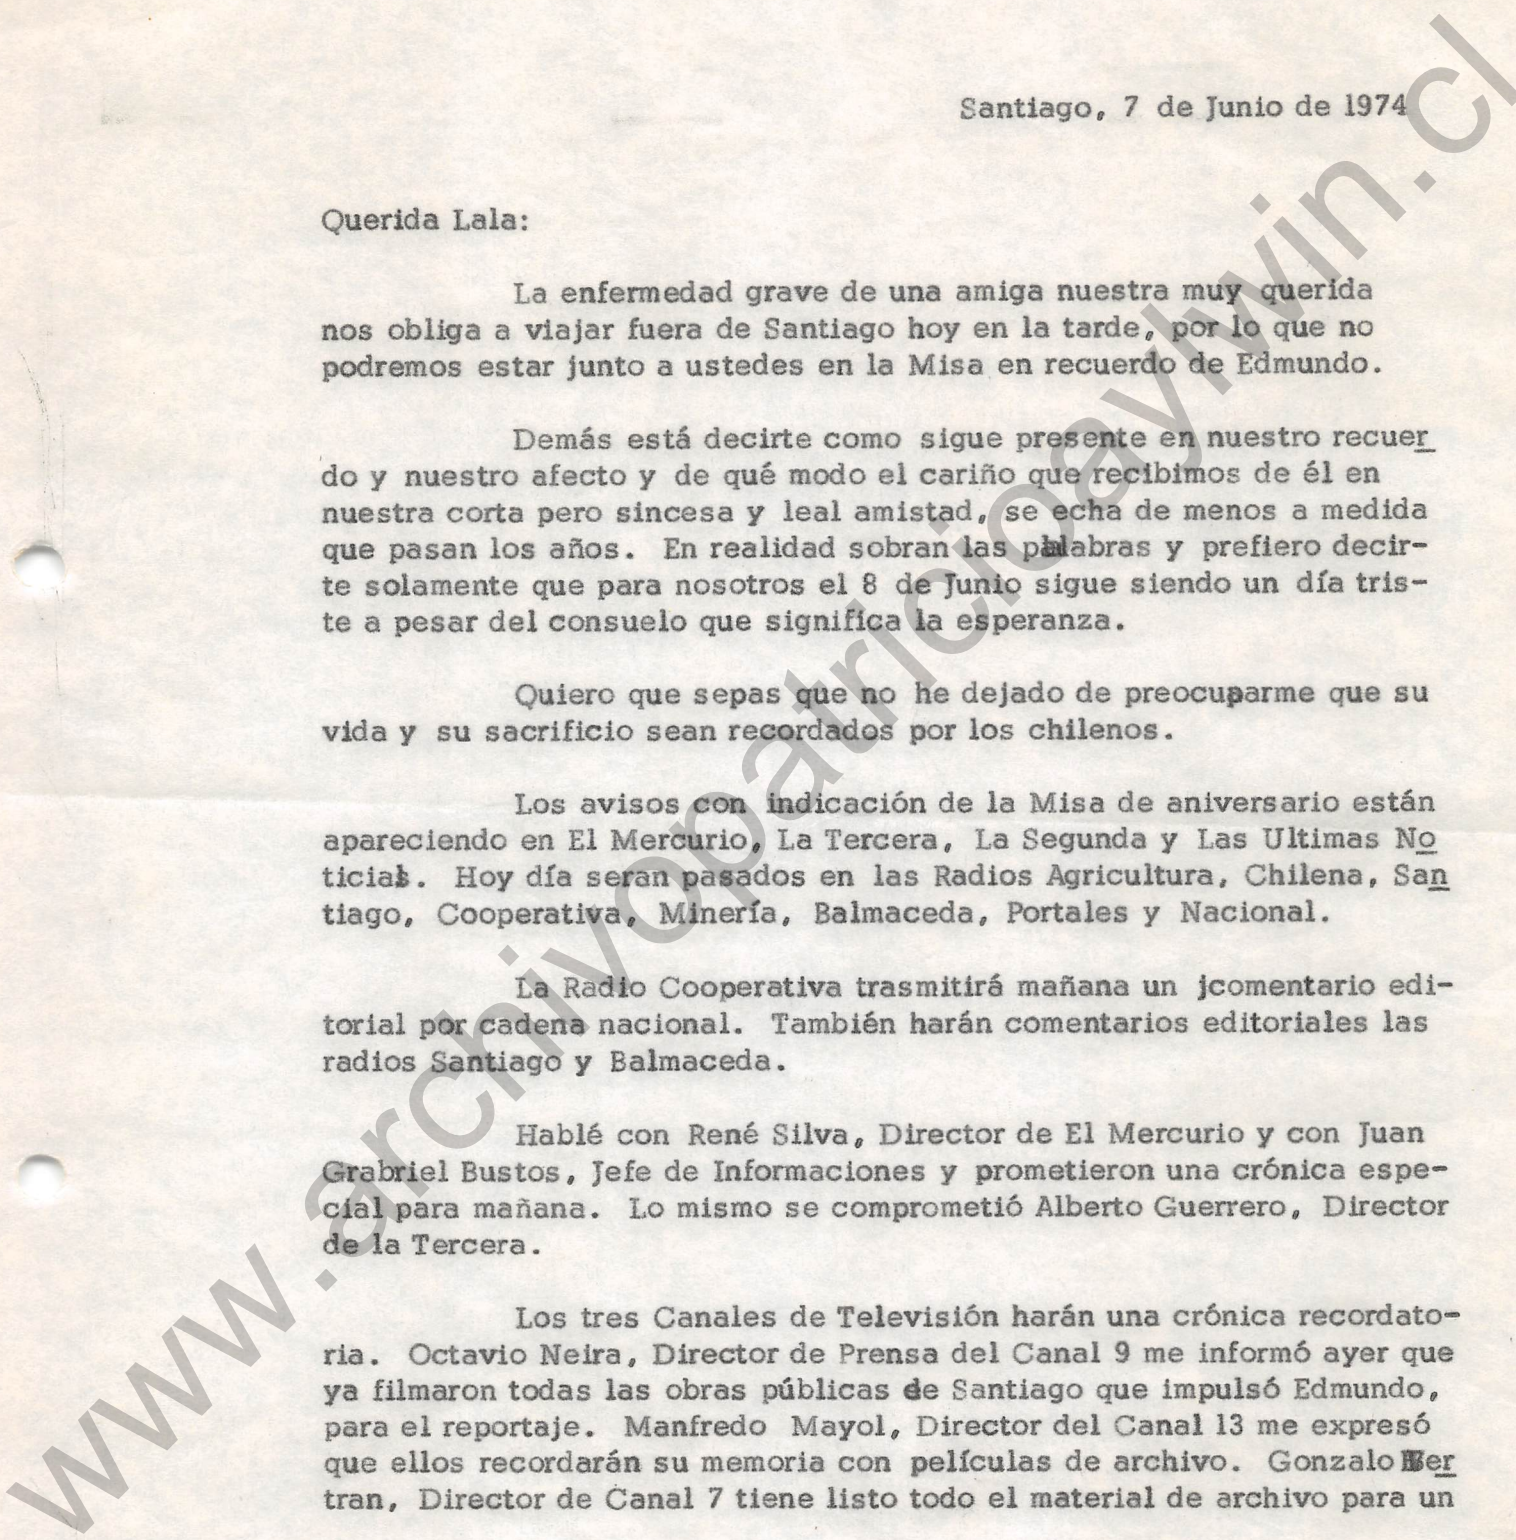 Santiago, 7 de Junio de 1974
Querida Lala:
La enfermedad grave de una amiga nuestra muy querida
nos obliga a viajar fuera de Santiago hoy en la tarde, por lo que no
podremos estar junto a ustedes en la Misa en recuerdo de Edmundo.
Demás está decirte como sigue presente en nuestro recuer
do y nuestro afecto y de qué modo el cariño que recibimos de él en
nuestra corta pero sincesa y leal amistad, se echa de menos a medida
que pasan los años. En realidad sobran las palabras y prefiero decir-
te solamente que para nosotros el 8 de Junio sigue siendo un día tris-
te a pesar del consuelo que significa la esperanza.
Quiero que sepas que no he dejado de preocuparme que su
vida y su sacrificio sean recordados por los chilenos.
Los avisos con indicación de la Misa de aniversario están
apareciendo en El Mercurio, La Tercera, La Segunda y Las Ultimas No
ticias. Hoy día seran pasados en las Radios Agricultura, Chilena, San
tiago, Cooperativa, Minería, Balmaceda, Portales y Nacional.
La Radio Cooperativa trasmitirá mañana un jcomentario edi-
torial por cadena nacional. También harán comentarios editoriales las
radios Santiago y Balmaceda.
Hablé con René Silva, Director de El Mercurio y con Juan
Grabriel Bustos, Jefe de Informaciones y prometieron una crónica espe-
cial para mañana. Lo mismo se comprometió Alberto Guerrero, Director
de la Tercera.
Los tres Canales de Televisión harán una crónica recordato-
ria. Octavio Neira, Director de Prensa del Canal 9 me informó ayer que
ya filmaron todas las obras públicas de Santiago que impulsó Edmundo,
para el reportaje. Manfredo Mayol, Director del Canal 13 me expresó
que ellos recordarán su memoria con películas de archivo. Gonzalo Ber
tran, Director de Canal 7 tiene listo todo el material de archivo para un
www.archivopatricioaylwin.cl